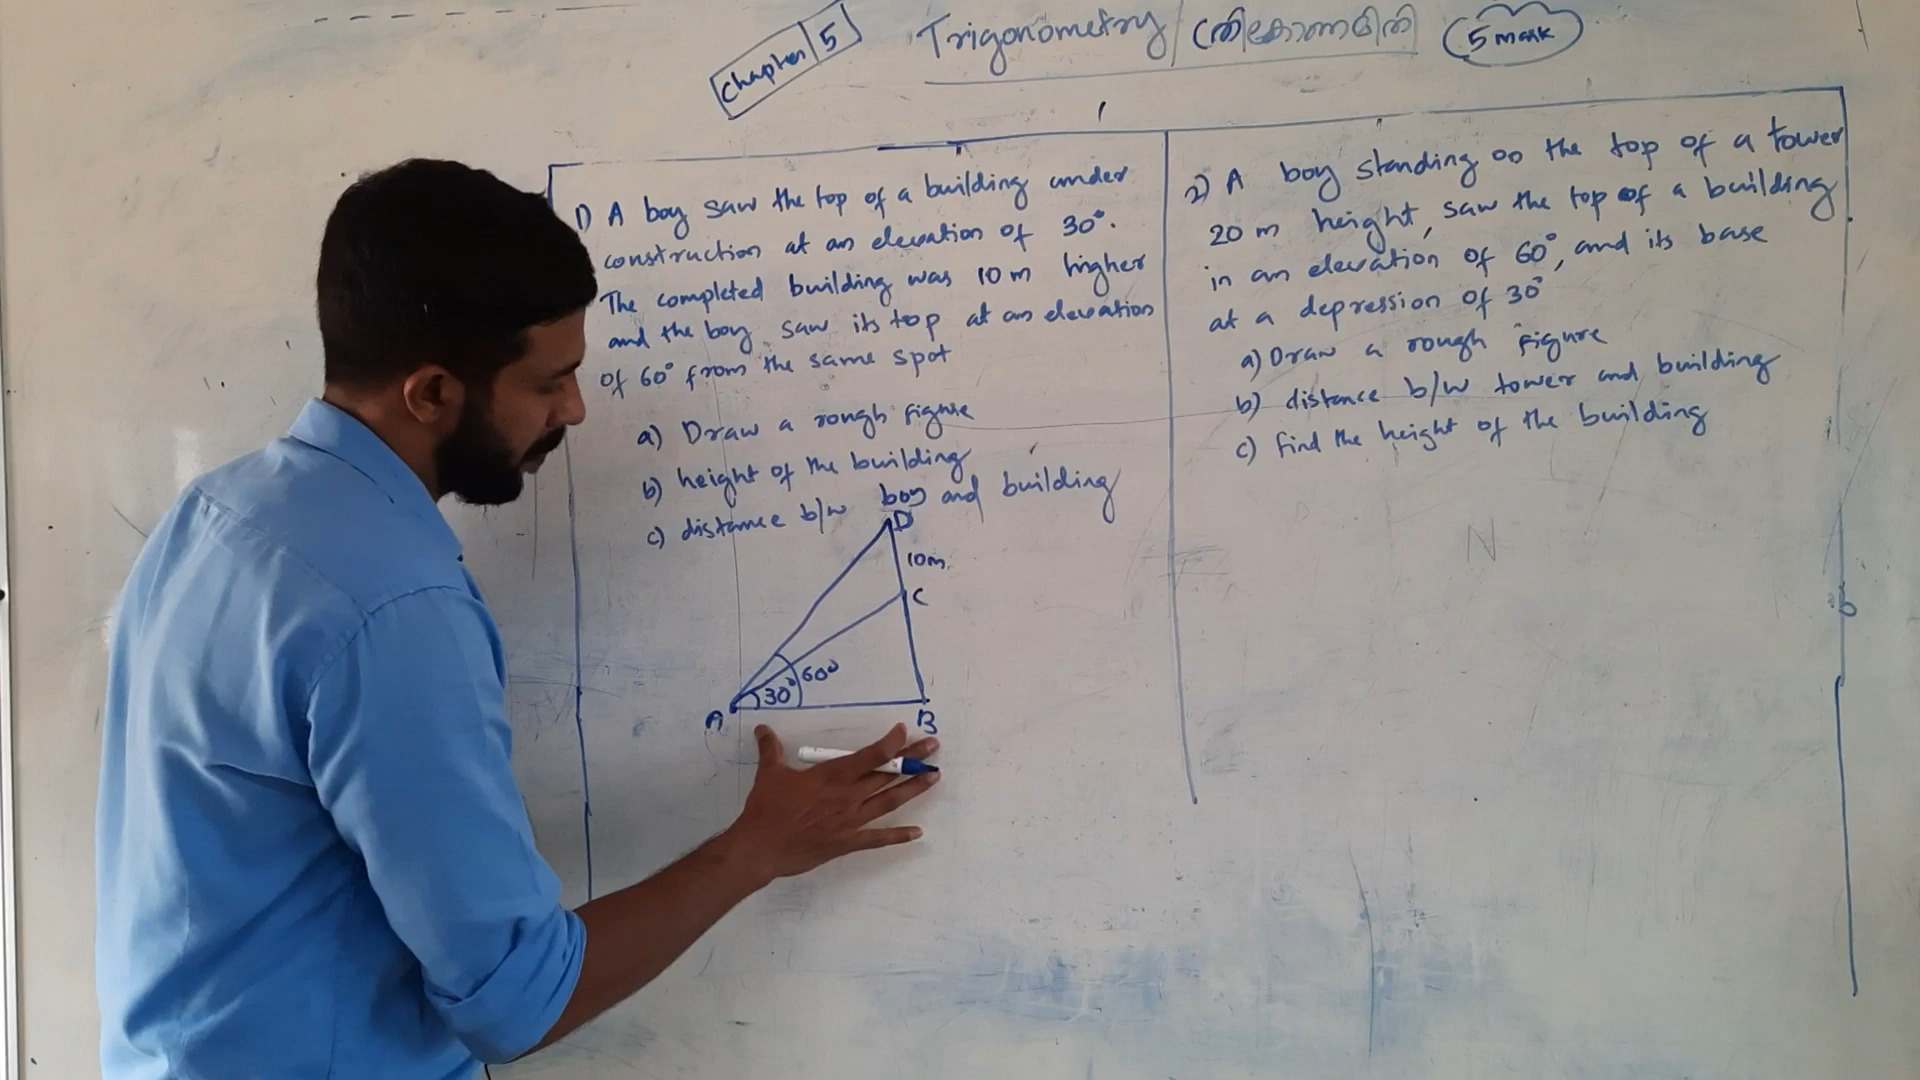 Chapter 5
Trigonometry / ത്രികോണമിതി
5 mark
1) A boy saw the top of a building under
construction at an elevation of 30°.
The completed building was 10 m higher
and the boy saw its top at an elevation
of 60° from the same spot
a) Draw a rough figure
b) height of the building
c) distance b/w boy and building
D
10m
C
60°
30°
A
B
2) A boy standing on the top of a tower
20 m height, saw the top of a building
in an elevation of 60°, and its base
at a depression of 30°
a) Draw a rough figure
b) distance b/w tower and building
c) find the height of the building
N